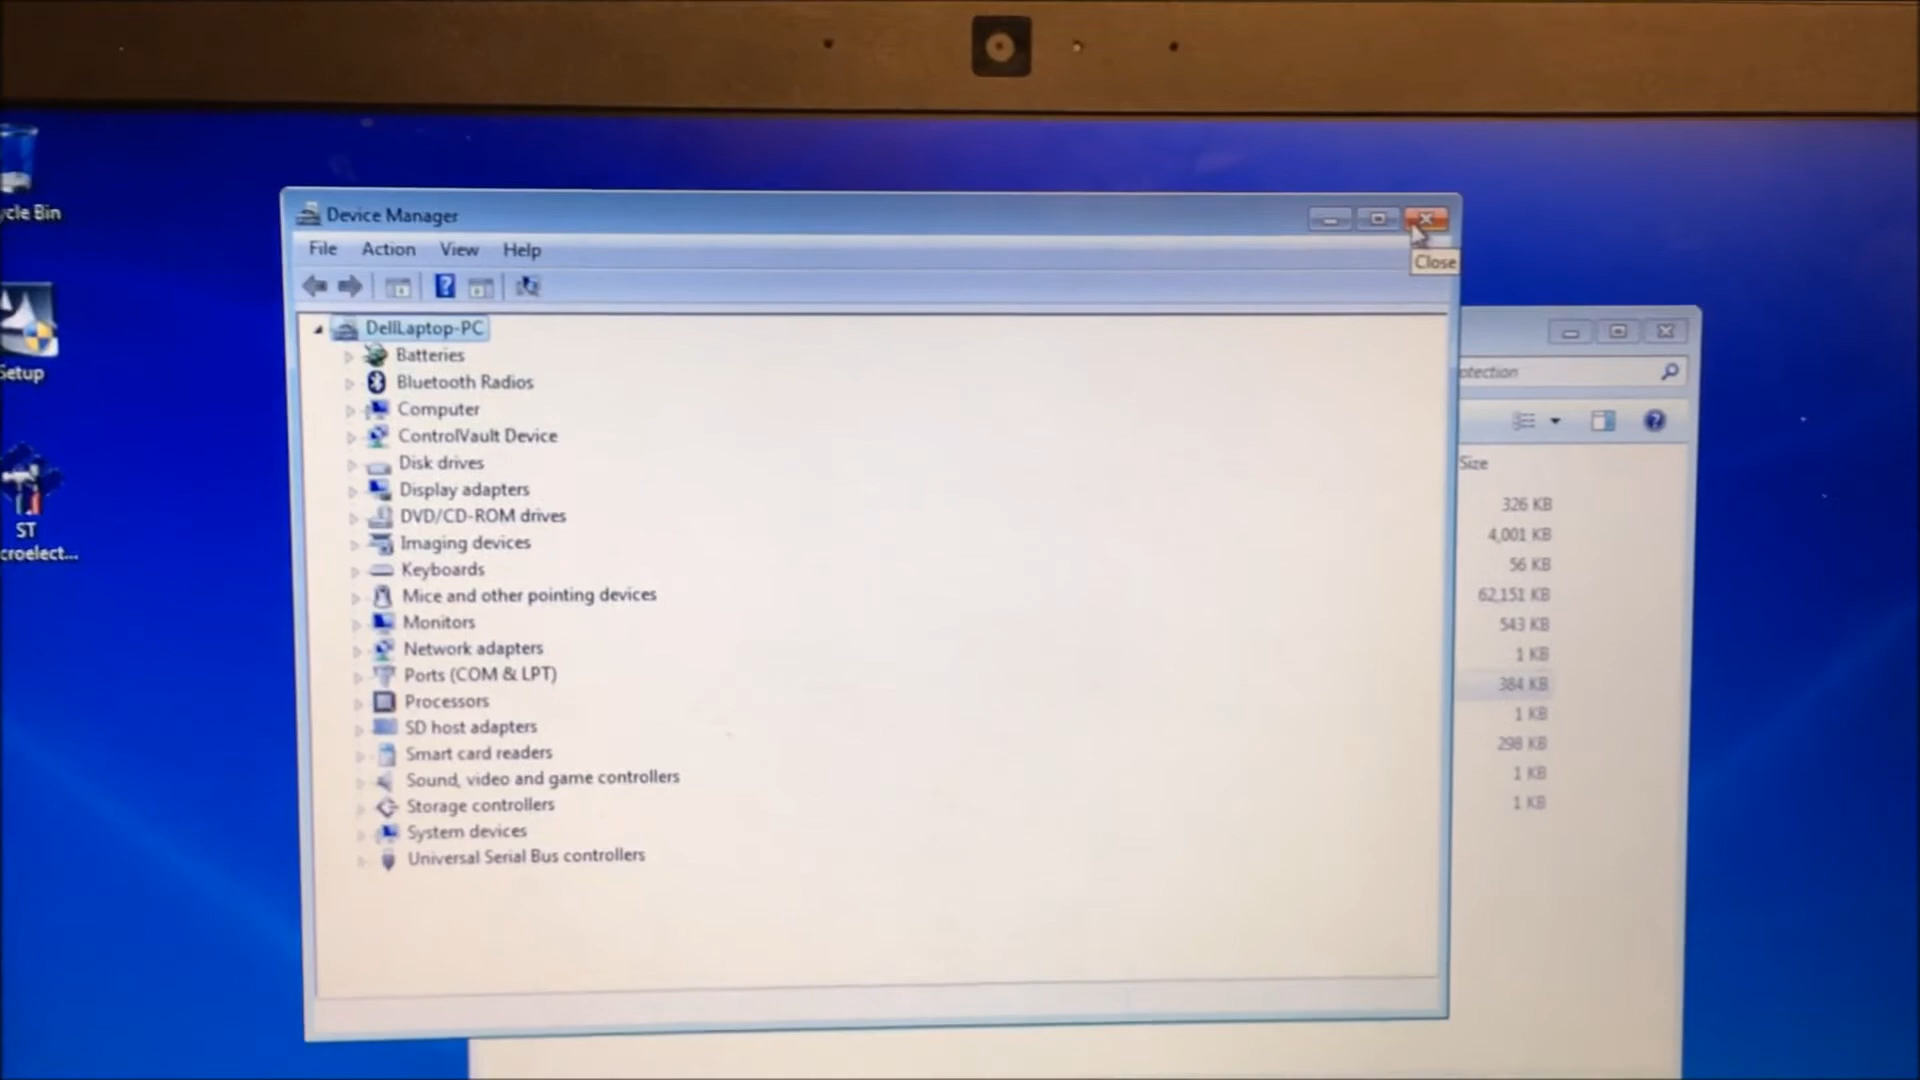 ycle Bin
Setup
ST
croelect...
Device Manager
File Action View Help
Close
DellLaptop-PC
Batteries
Bluetooth Radios
Computer
ControlVault Device
Disk drives
Display adapters
DVD/CD-ROM drives
Imaging devices
Keyboards
Mice and other pointing devices
Monitors
Network adapters
Ports (COM & LPT)
Processors
SD host adapters
Smart card readers
Sound, video and game controllers
Storage controllers
System devices
Universal Serial Bus controllers
otection
Size
326 KB
4,001 KB
56 KB
62,151 KB
543 KB
1 KB
384 KB
1 KB
298 KB
1 KB
1 KB